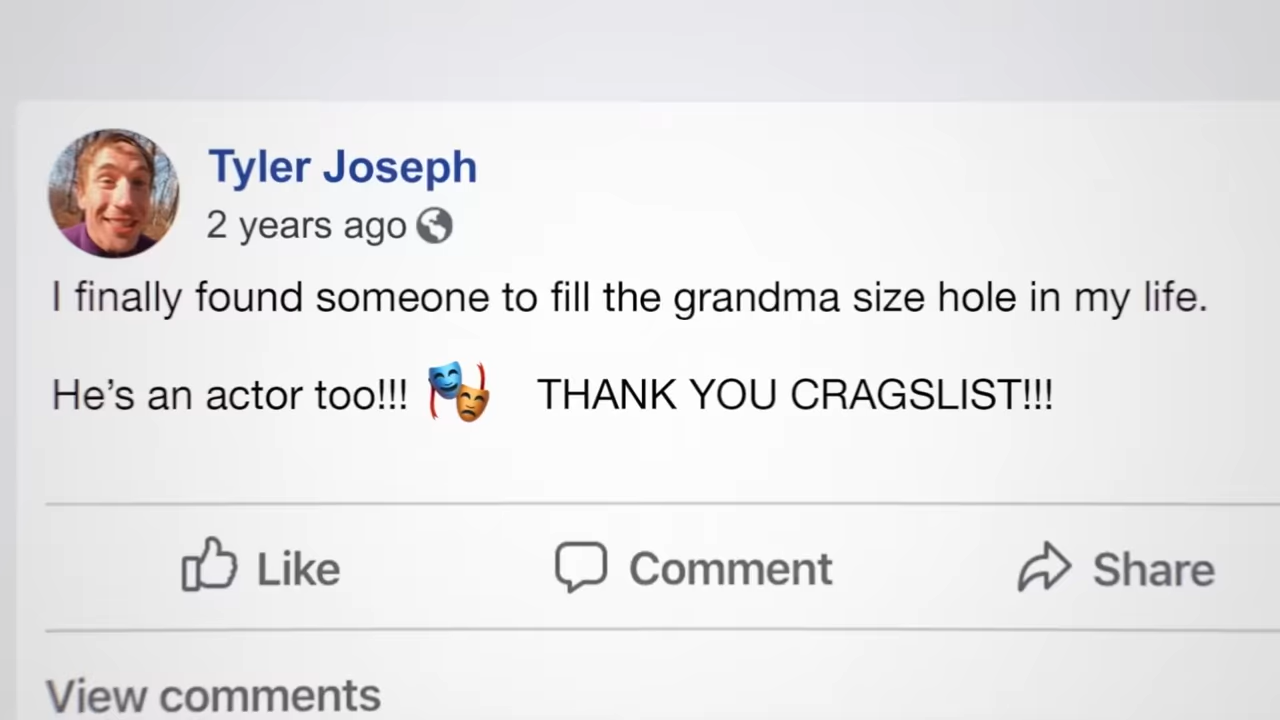 Tyler Joseph
2 years ago
I finally found someone to fill the grandma size hole in my life.
He's an actor too!!! 🎭 THANK YOU CRAGSLIST!!!
Like Comment Share
View comments